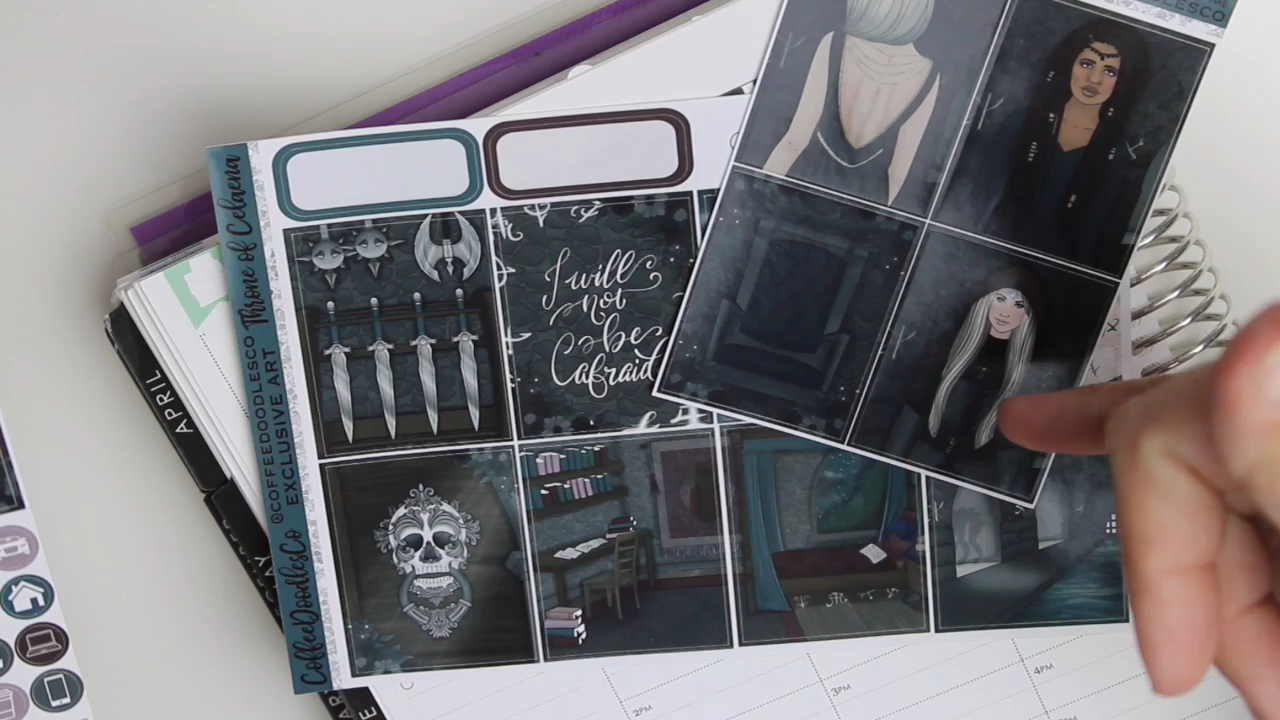 CoffeeDoodlesCo Throne of Celaena
©COFFEEDOODLESCO
EXCLUSIVE ART
I will
not
be
afraid
APRIL
2PM
3PM
4PM